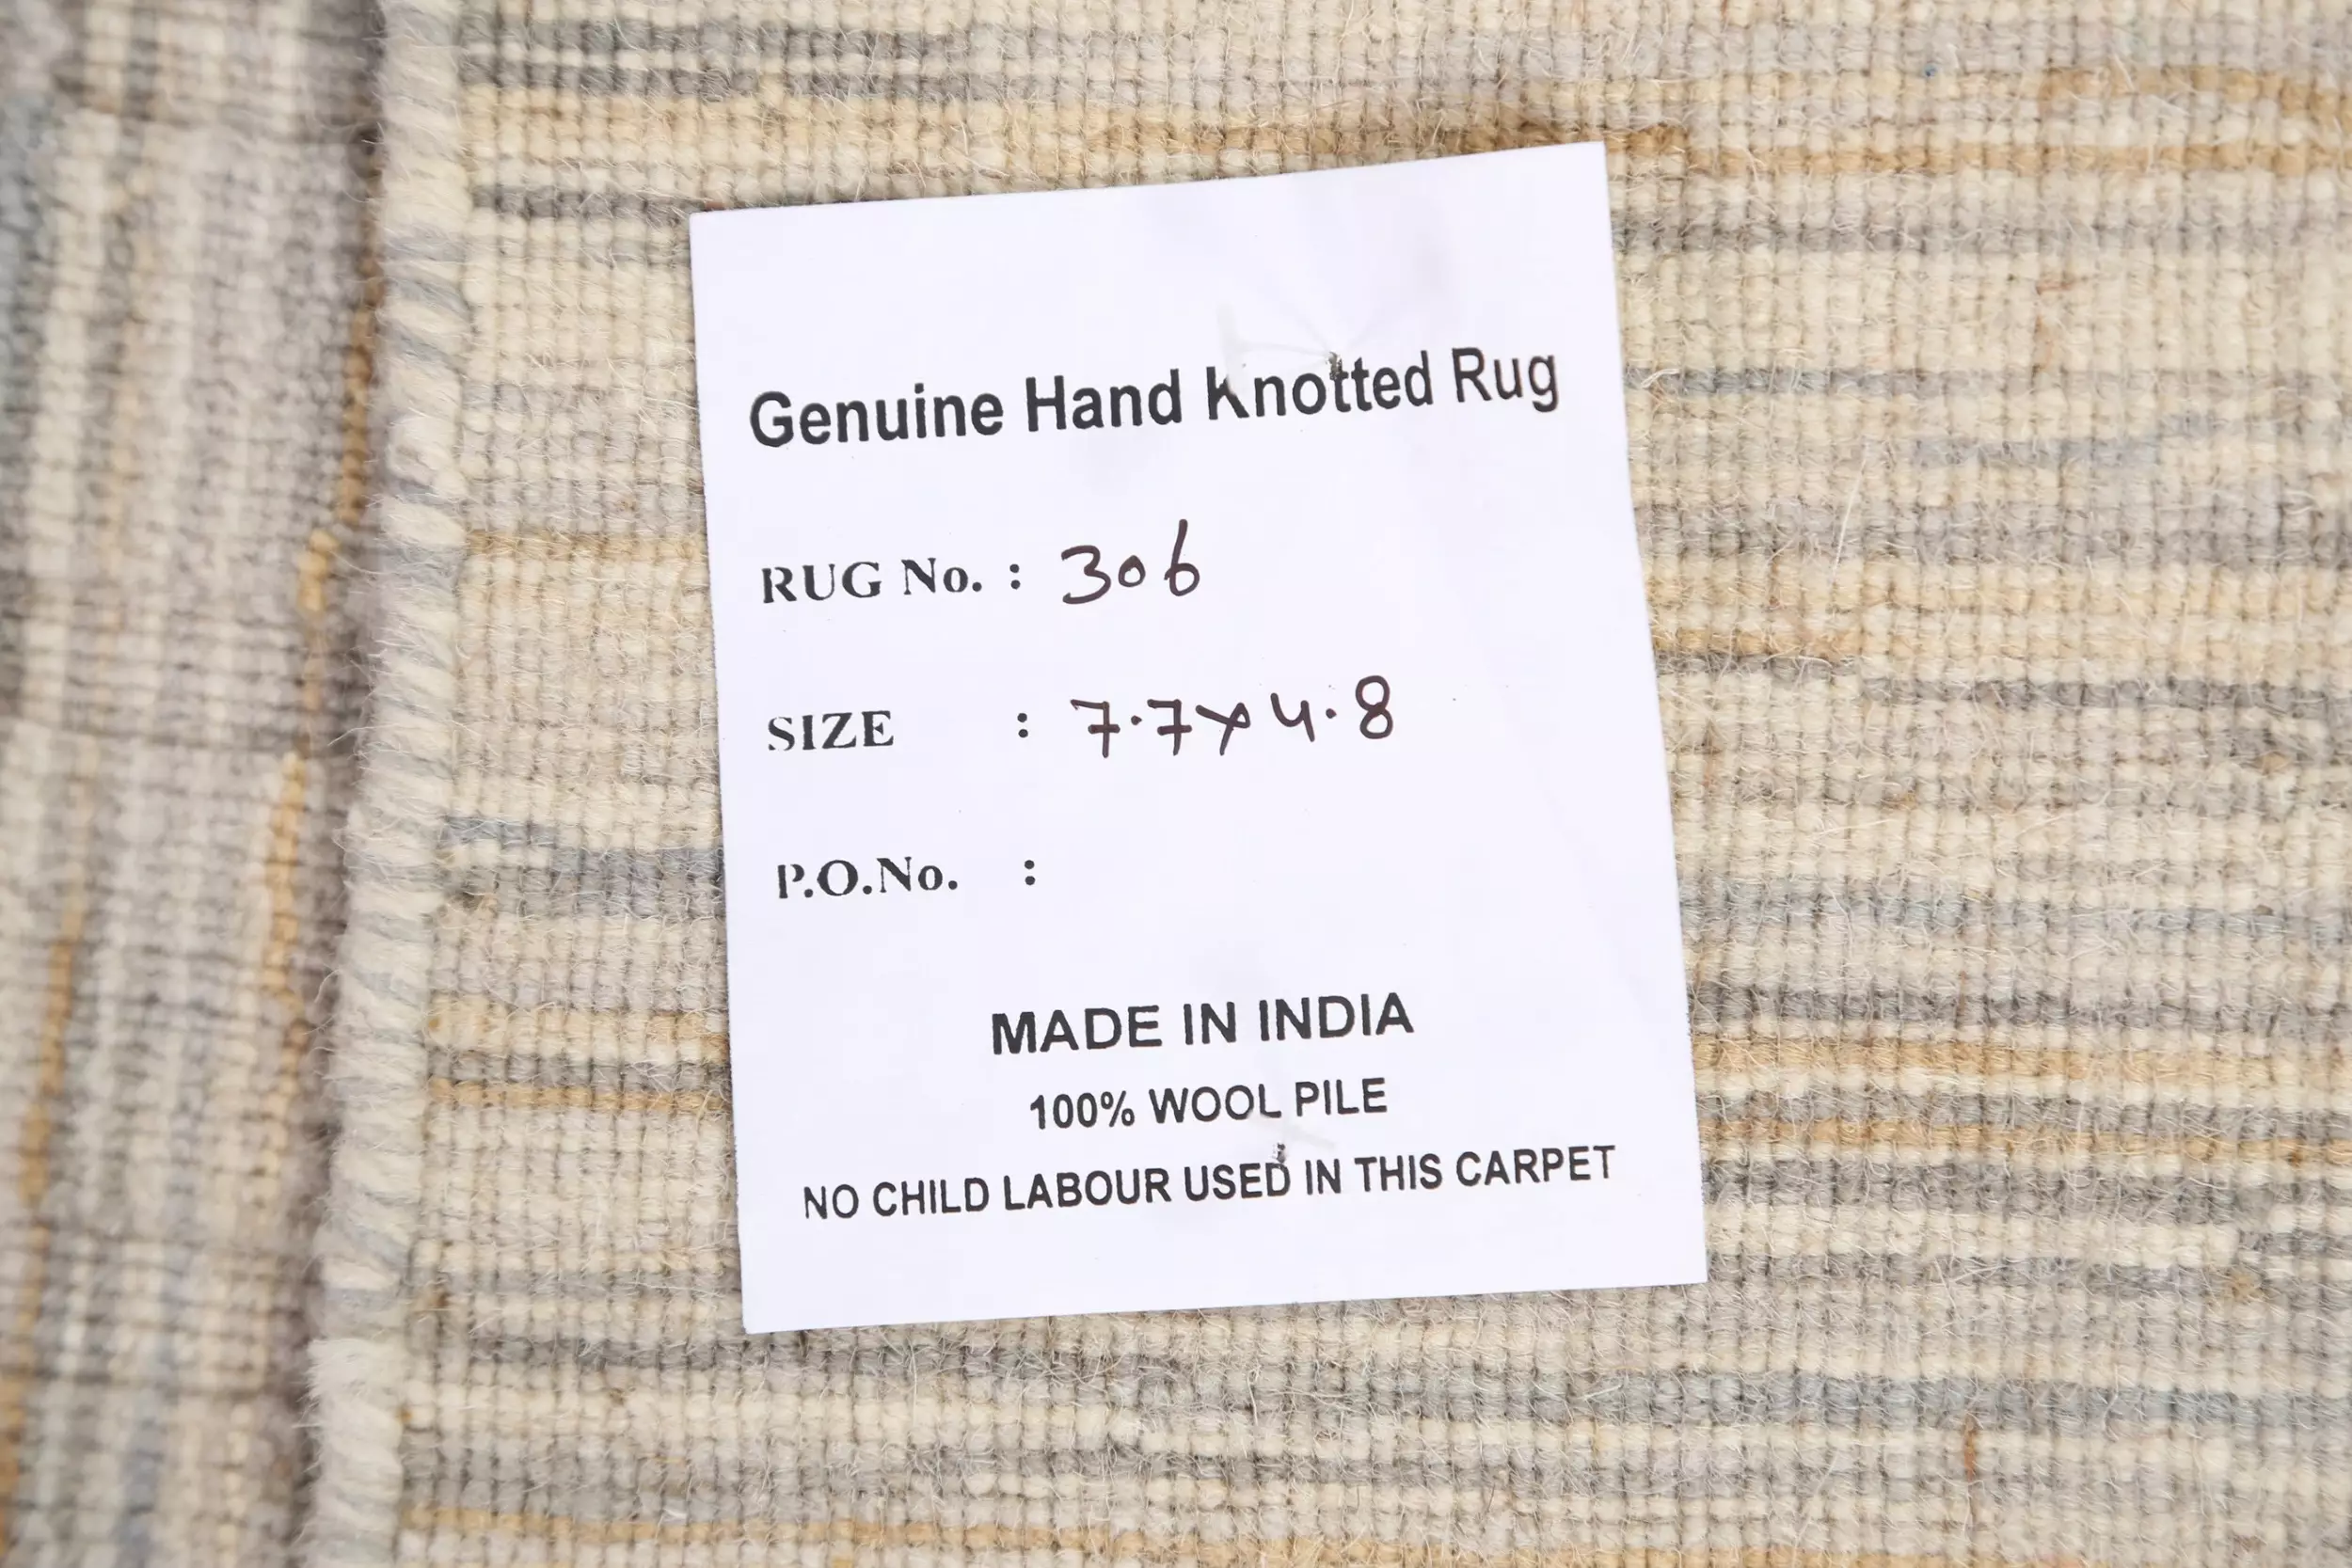 Genuine Hand Knotted Rug
RUG No. : 306
SIZE : 7.7x4.8
P.O.No. :
MADE IN INDIA
100% WOOL PILE
NO CHILD LABOUR USED IN THIS CARPET